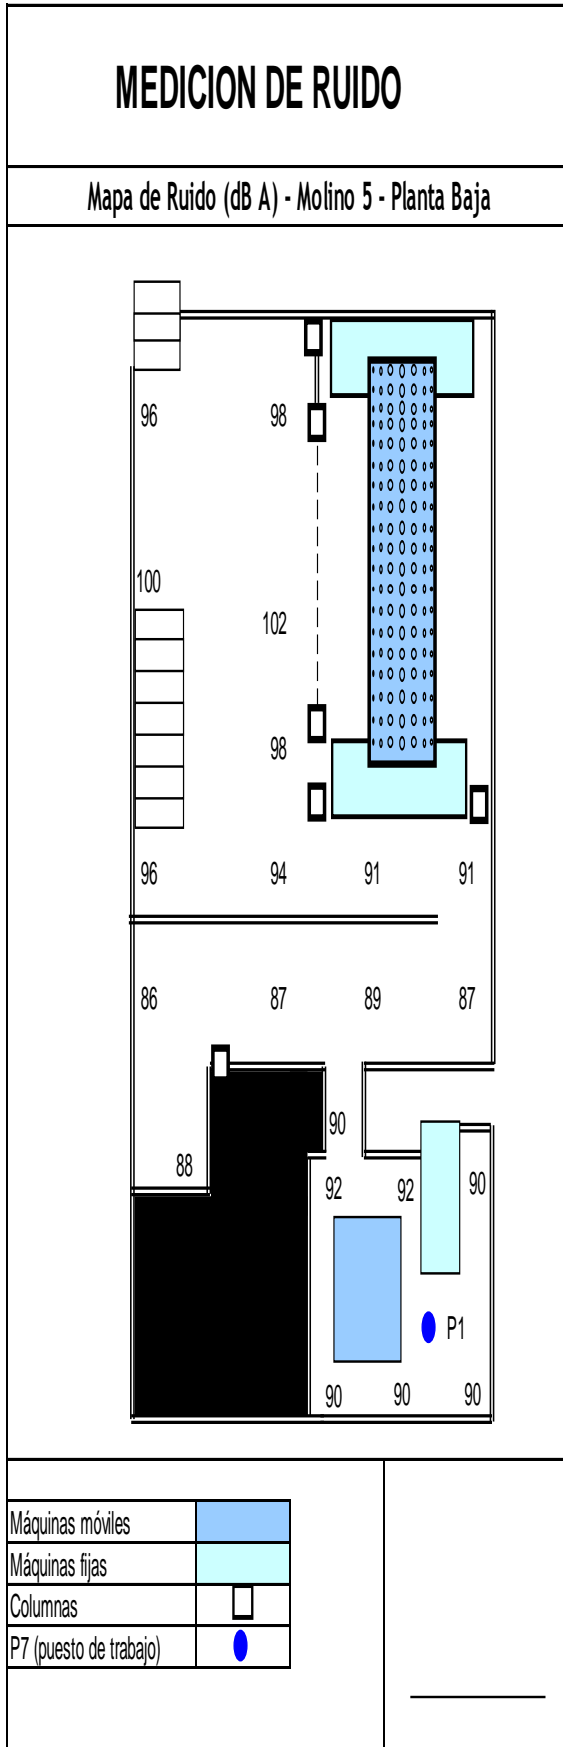 MEDICION DE RUIDO
Mapa de Ruido (dB A) - Molino 5 - Planta Baja
96 98
100
102
98
96 94 91 91
86 87 89 87
90
88
92 92 90
P1
90 90 90
Máquinas móviles
Máquinas fijas
Columnas
P7 (puesto de trabajo)